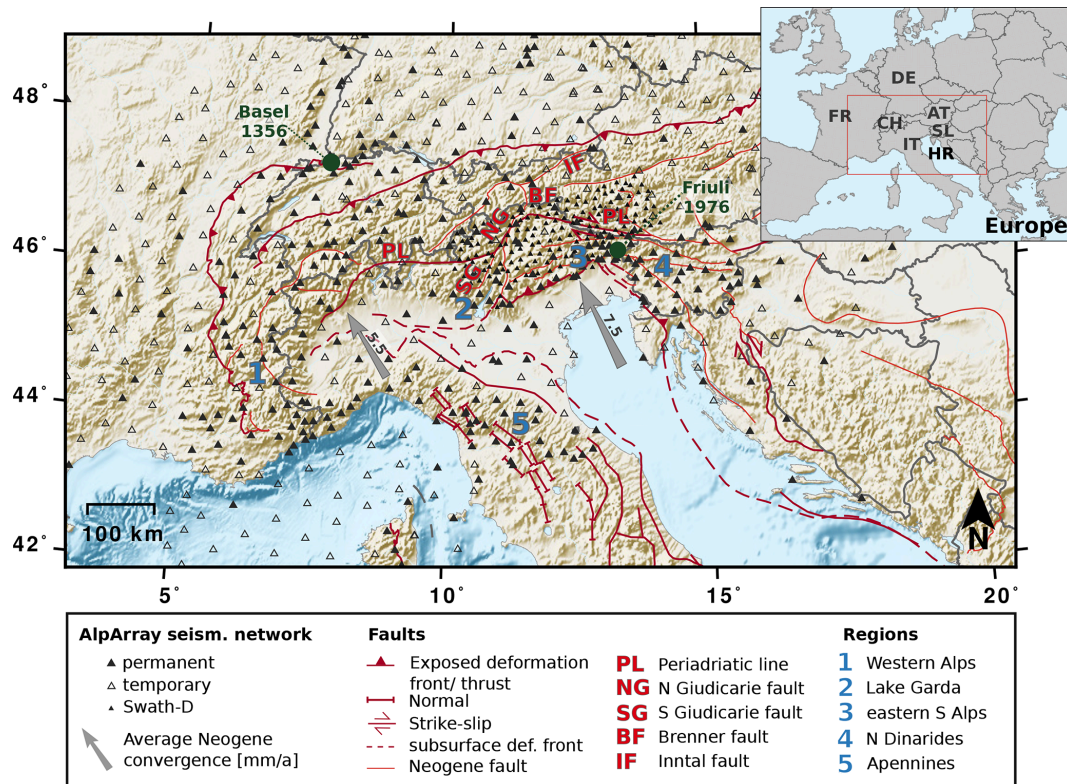 48°
46°
44°
42°
5°
10°
15°
20°
Basel
1356
Friuli
1976
IF
BF
NG
PL
PL
SG
1
2
3
4
5
5.5
7.5
100 km
N
DE
FR
CH
AT
SL
IT
HR
Europe
AlpArray seism. network
permanent
temporary
Swath-D
Average Neogene
convergence [mm/a]
Faults
Exposed deformation
front/ thrust
Normal
Strike-slip
subsurface def. front
Neogene fault
PL Periadriatic line
NG N Giudicarie fault
SG S Giudicarie fault
BF Brenner fault
IF Inntal fault
Regions
1 Western Alps
2 Lake Garda
3 eastern S Alps
4 N Dinarides
5 Apennines